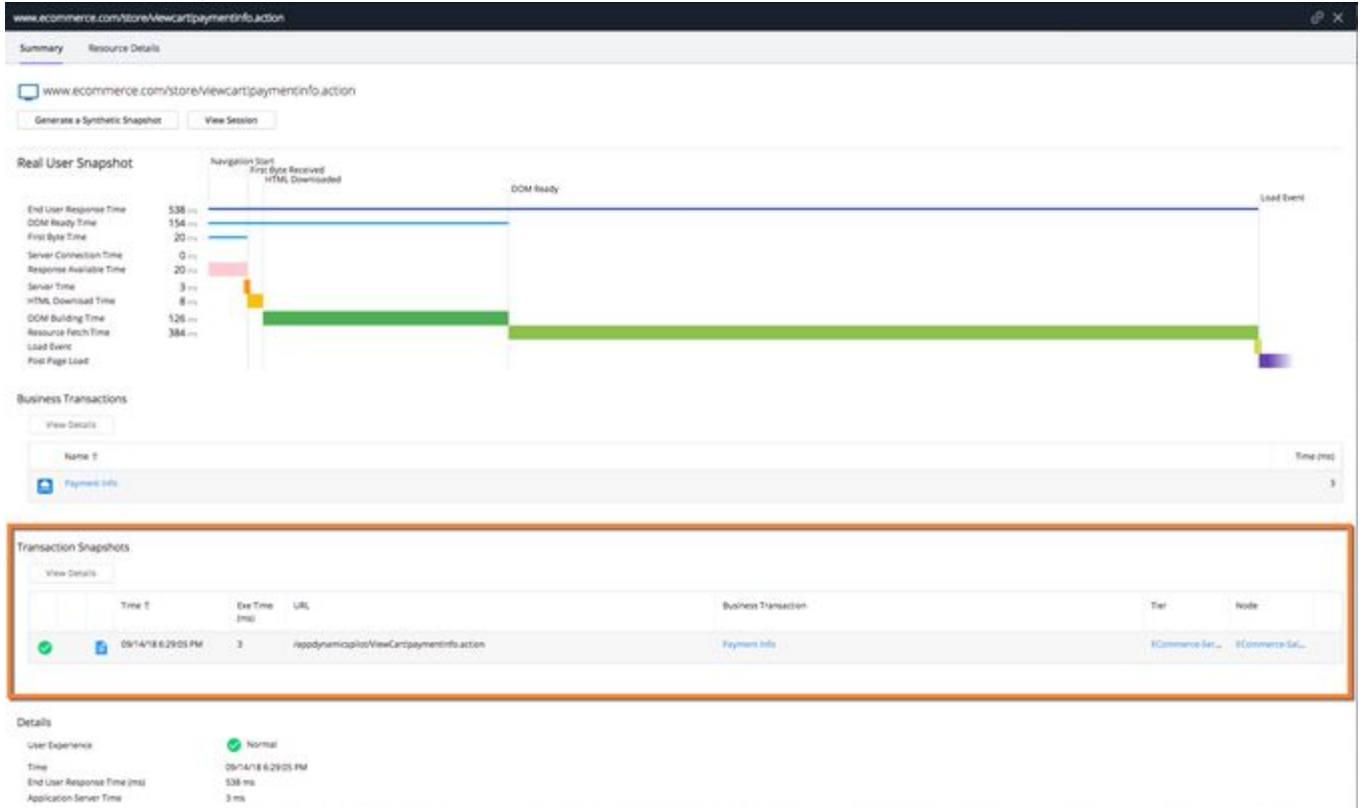 www.ecommerce.com/store/viewcart!paymentinfo.action
Summary Resource Details
www.ecommerce.com/store/viewcart!paymentinfo.action
Generate a Synthetic Snapshot View Session
Real User Snapshot
Navigation Start
First Byte Received
HTML Downloaded
DOM Ready
Load Event
End User Response Time 538 ms
DOM Ready Time 154 ms
First Byte Time 20 ms
Server Connection Time 0 ms
Response Available Time 20 ms
Server Time 3 ms
HTML Download Time 8 ms
DOM Building Time 126 ms
Resource Fetch Time 384 ms
Load Event
Post Page Load
Business Transactions
View Details
Name ↑ Time (ms)
Payment Info 3
Transaction Snapshots
View Details
Time ↑ Exe Time (ms) URL Business Transaction Tier Node
09/14/18 6:29:05 PM 3 /appdynamicspilot/ViewCart!paymentinfo.action Payment Info ECommerce-Ser... ECommerce-Sal...
Details
User Experience Normal
Time 09/14/18 6:29:05 PM
End User Response Time (ms) 538 ms
Application Server Time 3 ms